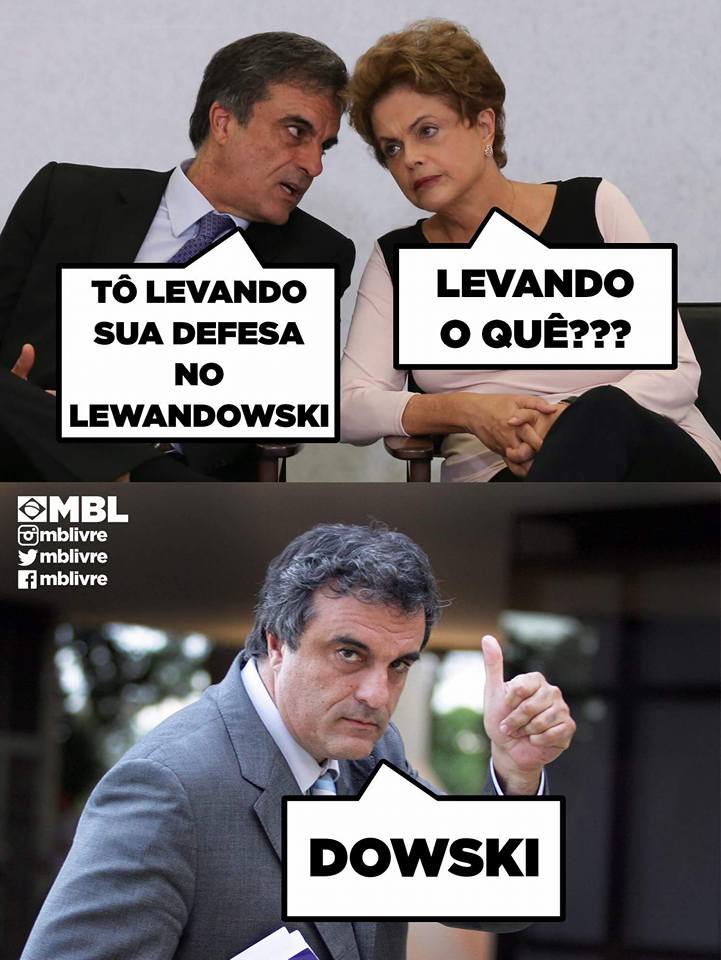 TÔ LEVANDO
SUA DEFESA
NO
LEWANDOWSKI
LEVANDO
O QUÊ???
MBL
mblivre
mblivre
mblivre
DOWSKI